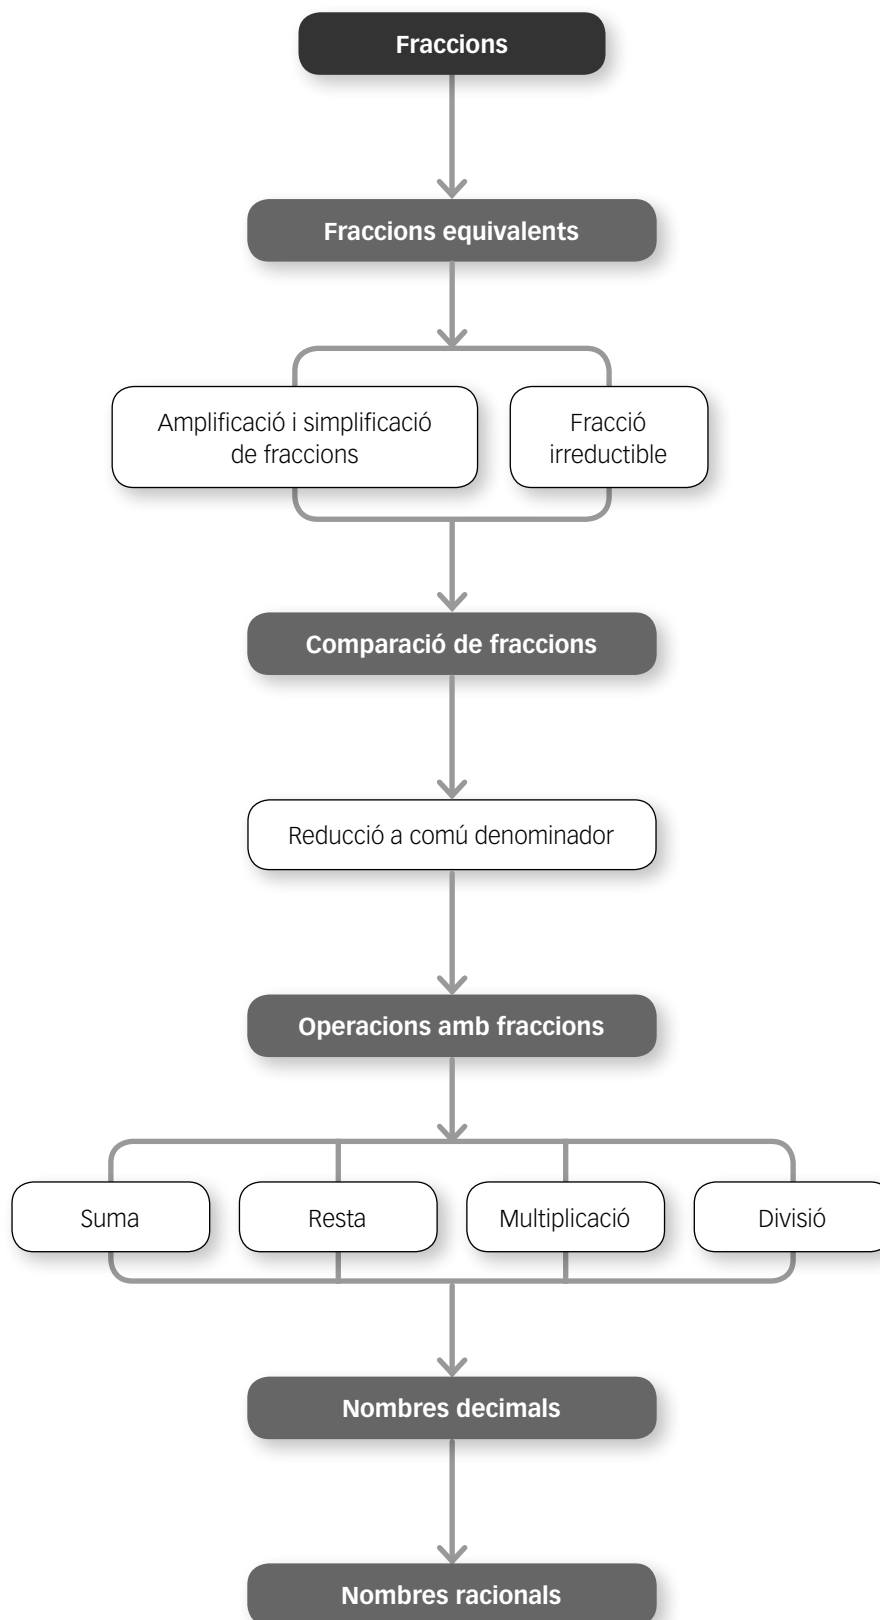 Fraccions
Fraccions equivalents
Amplificació i simplificació
de fraccions
Fracció
irreductible
Comparació de fraccions
Reducció a comú denominador
Operacions amb fraccions
Suma
Resta
Multiplicació
Divisió
Nombres decimals
Nombres racionals